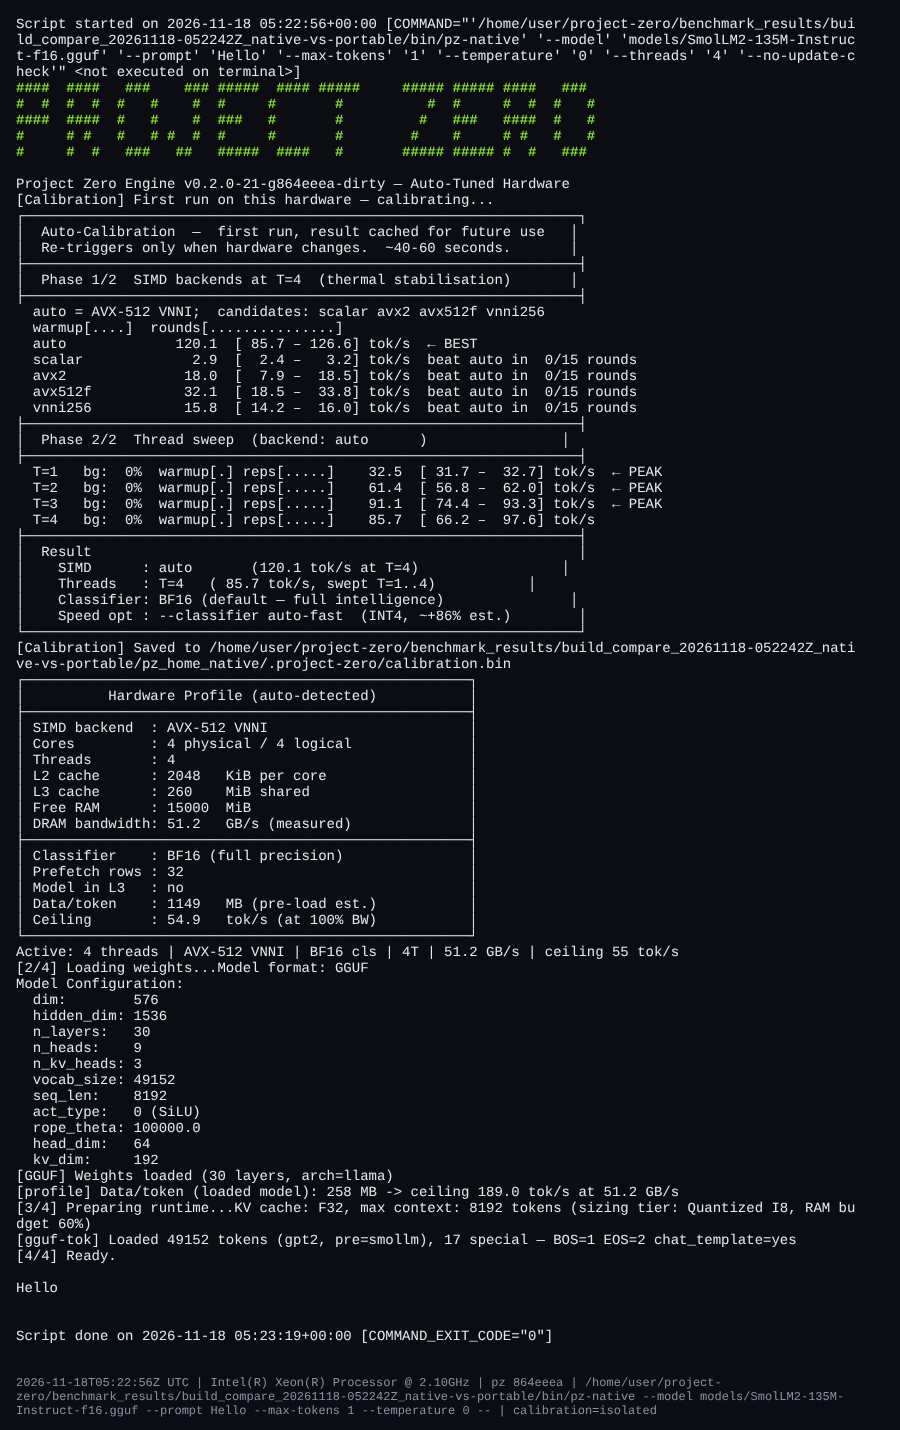 Script started on 2026-11-18 05:22:56+00:00 [COMMAND="'/home/user/project-zero/benchmark_results/bui
ld_compare_20261118-052242Z_native-vs-portable/bin/pz-native' '--model' 'models/SmolLM2-135M-Instruc
t-f16.gguf' '--prompt' 'Hello' '--max-tokens' '1' '--temperature' '0' '--threads' '4' '--no-update-c
heck'" <not executed on terminal>]
PROJECT ZERO
Project Zero Engine v0.2.0-21-g864eeea-dirty — Auto-Tuned Hardware
[Calibration] First run on this hardware — calibrating...
Auto-Calibration — first run, result cached for future use
Re-triggers only when hardware changes. ~40-60 seconds.
Phase 1/2 SIMD backends at T=4 (thermal stabilisation)
auto = AVX-512 VNNI; candidates: scalar avx2 avx512f vnni256
warmup[....] rounds[...............]
auto 120.1 [ 85.7 – 126.6] tok/s ← BEST
scalar 2.9 [ 2.4 – 3.2] tok/s beat auto in 0/15 rounds
avx2 18.0 [ 7.9 – 18.5] tok/s beat auto in 0/15 rounds
avx512f 32.1 [ 18.5 – 33.8] tok/s beat auto in 0/15 rounds
vnni256 15.8 [ 14.2 – 16.0] tok/s beat auto in 0/15 rounds
Phase 2/2 Thread sweep (backend: auto )
T=1 bg: 0% warmup[.] reps[.....] 32.5 [ 31.7 – 32.7] tok/s ← PEAK
T=2 bg: 0% warmup[.] reps[.....] 61.4 [ 56.8 – 62.0] tok/s ← PEAK
T=3 bg: 0% warmup[.] reps[.....] 91.1 [ 74.4 – 93.3] tok/s ← PEAK
T=4 bg: 0% warmup[.] reps[.....] 85.7 [ 66.2 – 97.6] tok/s
Result
SIMD : auto (120.1 tok/s at T=4)
Threads : T=4 ( 85.7 tok/s, swept T=1..4)
Classifier: BF16 (default — full intelligence)
Speed opt : --classifier auto-fast (INT4, ~+86% est.)
[Calibration] Saved to /home/user/project-zero/benchmark_results/build_compare_20261118-052242Z_nati
ve-vs-portable/pz_home_native/.project-zero/calibration.bin
Hardware Profile (auto-detected)
SIMD backend : AVX-512 VNNI
Cores : 4 physical / 4 logical
Threads : 4
L2 cache : 2048 KiB per core
L3 cache : 260 MiB shared
Free RAM : 15000 MiB
DRAM bandwidth: 51.2 GB/s (measured)
Classifier : BF16 (full precision)
Prefetch rows : 32
Model in L3 : no
Data/token : 1149 MB (pre-load est.)
Ceiling : 54.9 tok/s (at 100% BW)
Active: 4 threads | AVX-512 VNNI | BF16 cls | 4T | 51.2 GB/s | ceiling 55 tok/s
[2/4] Loading weights...Model format: GGUF
Model Configuration:
dim: 576
hidden_dim: 1536
n_layers: 30
n_heads: 9
n_kv_heads: 3
vocab_size: 49152
seq_len: 8192
act_type: 0 (SiLU)
rope_theta: 100000.0
head_dim: 64
kv_dim: 192
[GGUF] Weights loaded (30 layers, arch=llama)
[profile] Data/token (loaded model): 258 MB -> ceiling 189.0 tok/s at 51.2 GB/s
[3/4] Preparing runtime...KV cache: F32, max context: 8192 tokens (sizing tier: Quantized I8, RAM bu
dget 60%)
[gguf-tok] Loaded 49152 tokens (gpt2, pre=smollm), 17 special — BOS=1 EOS=2 chat_template=yes
[4/4] Ready.
Hello
Script done on 2026-11-18 05:23:19+00:00 [COMMAND_EXIT_CODE="0"]
2026-11-18T05:22:56Z UTC | Intel(R) Xeon(R) Processor @ 2.10GHz | pz 864eeea | /home/user/project-
zero/benchmark_results/build_compare_20261118-052242Z_native-vs-portable/bin/pz-native --model models/SmolLM2-135M-
Instruct-f16.gguf --prompt Hello --max-tokens 1 --temperature 0 -- | calibration=isolated